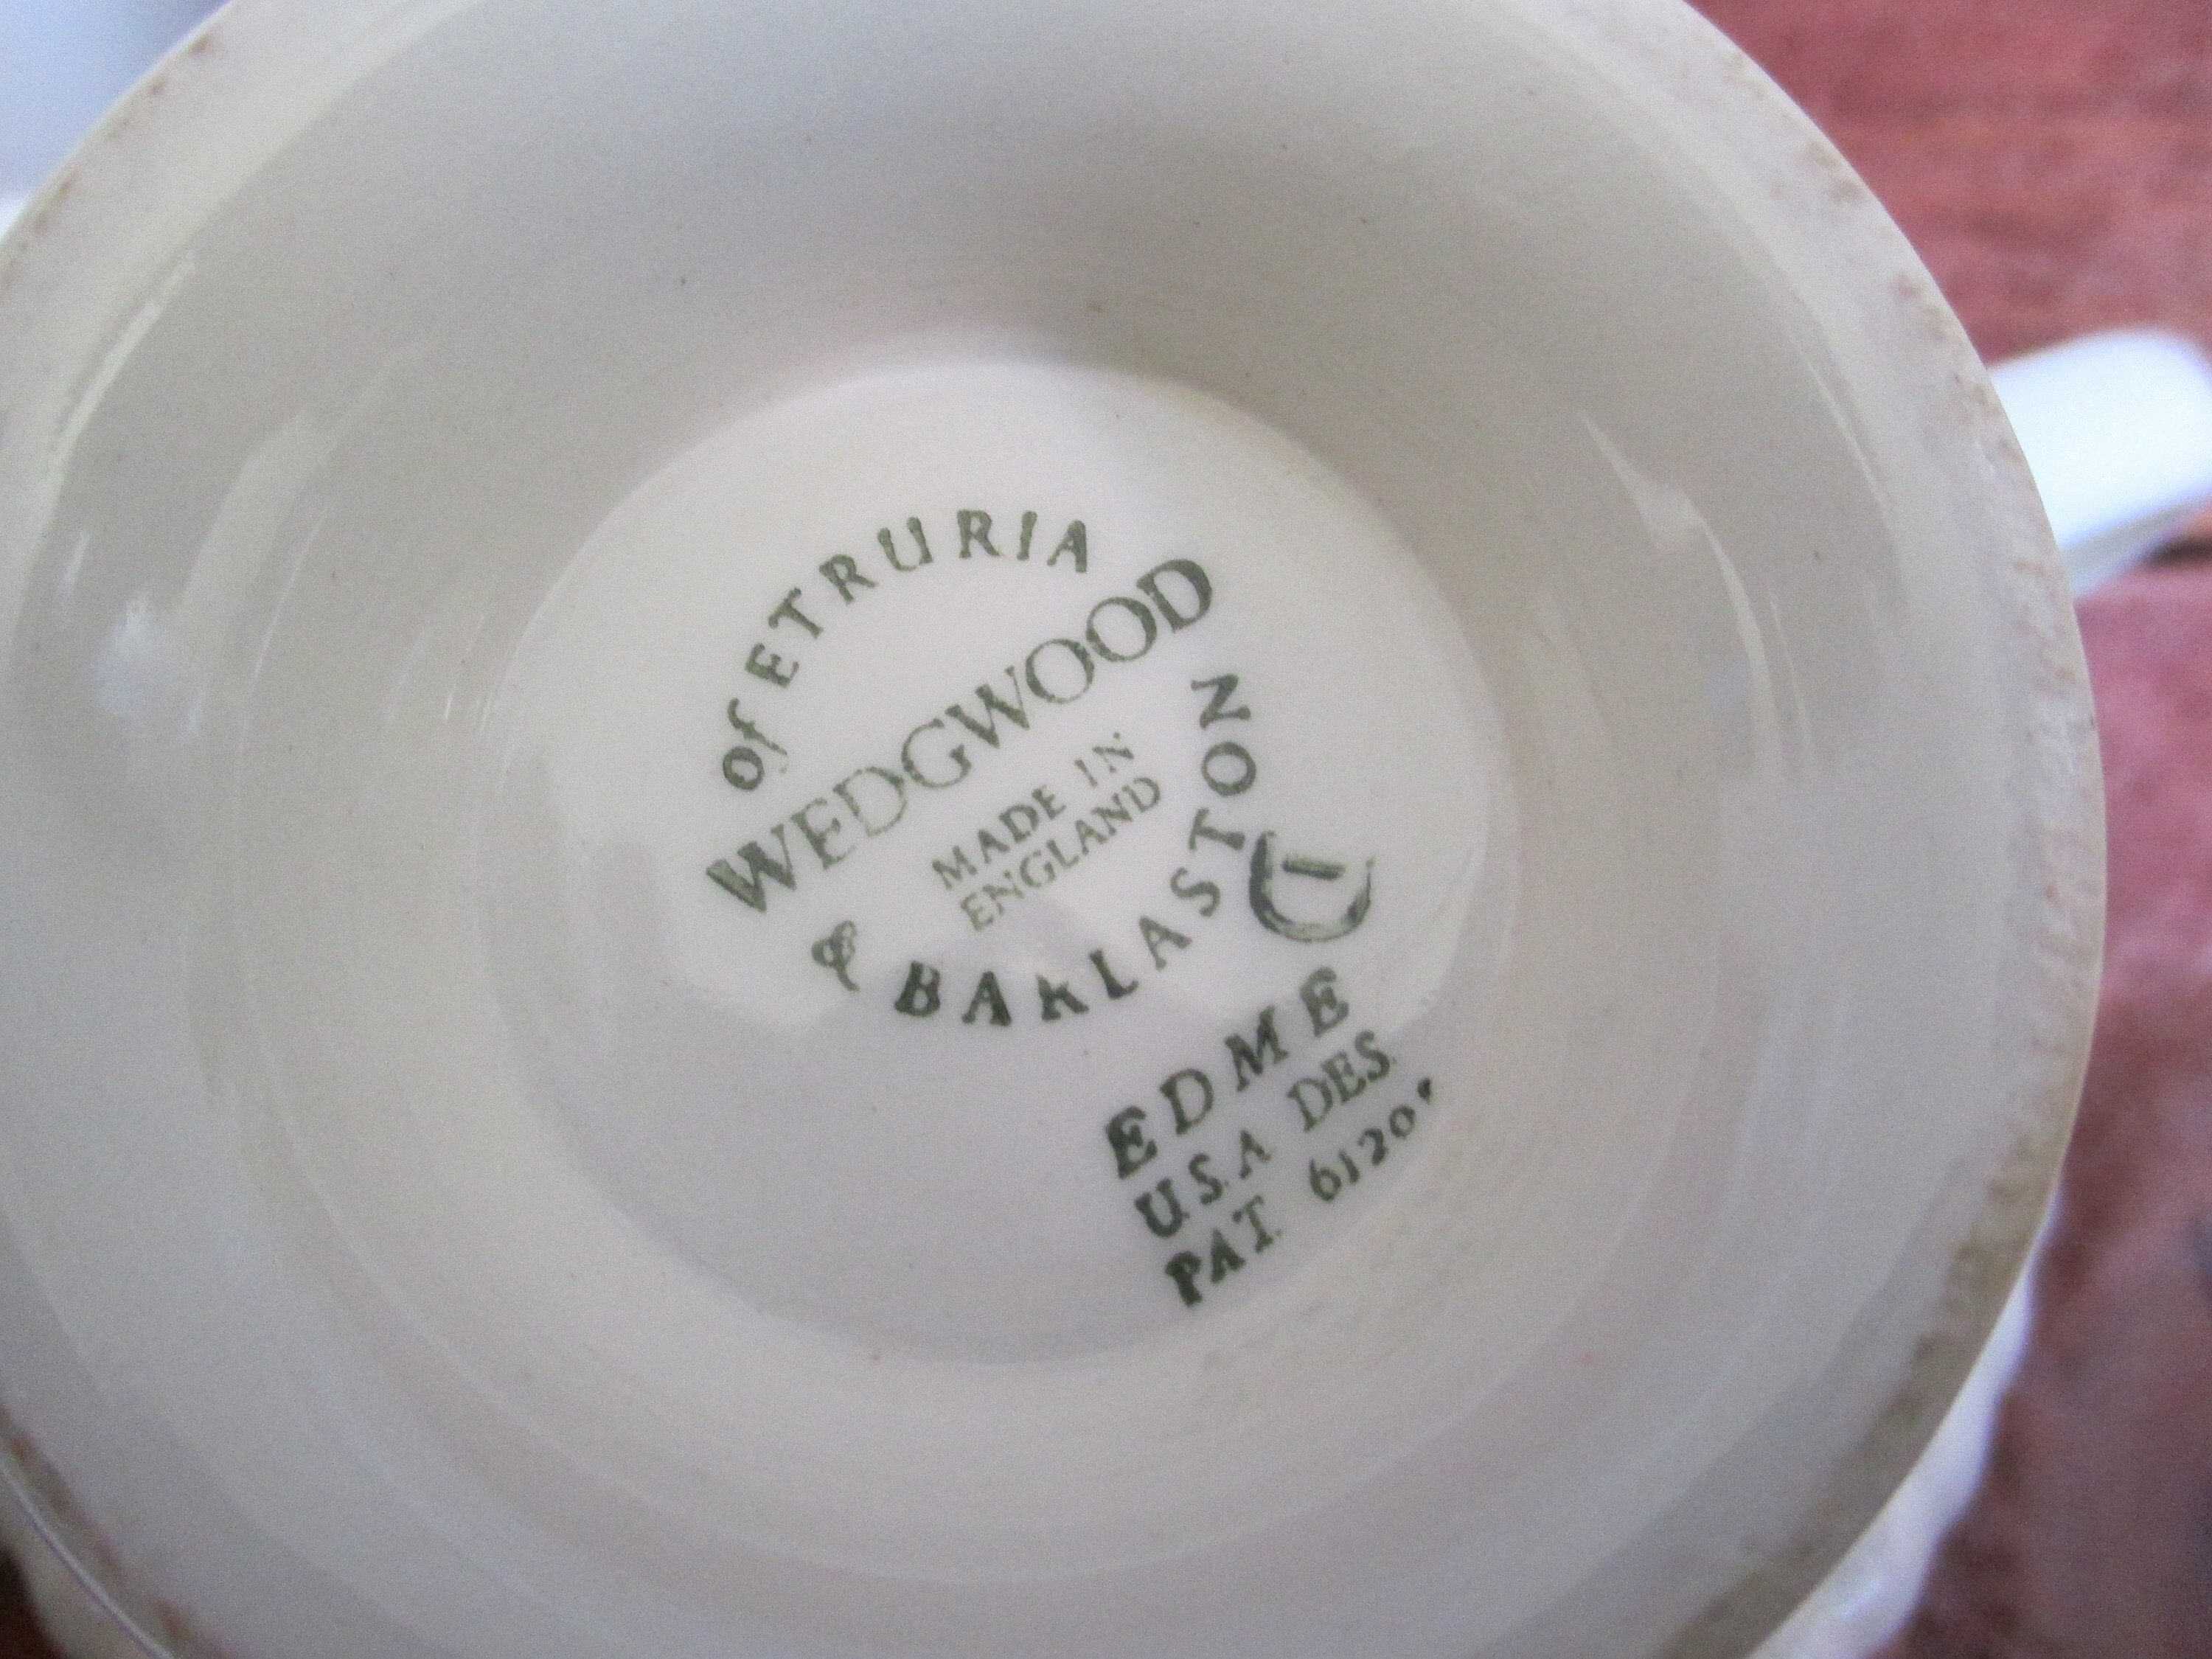 of ETRURIA
WEDGWOOD
MADE IN
ENGLAND
& BARLASTON
EDME
U.S.A DES.
PAT.